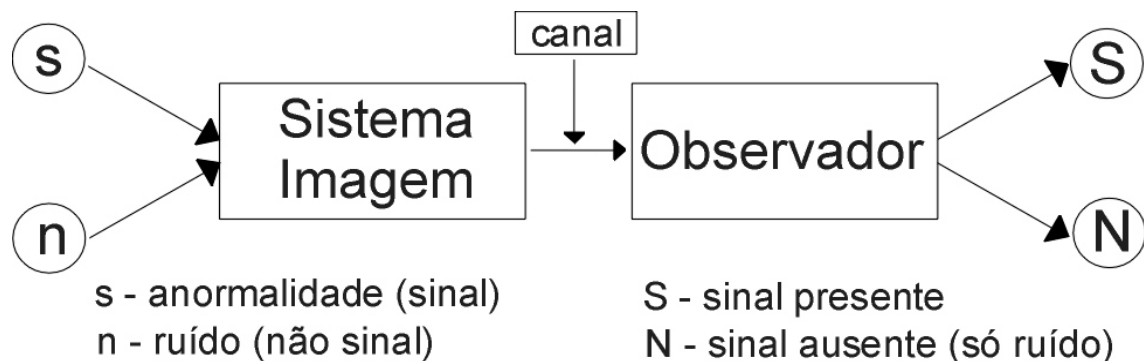 canal
s
Sistema
Imagem
Observador
S
n
N
s - anormalidade (sinal)
n - ruído (não sinal)
S - sinal presente
N - sinal ausente (só ruído)